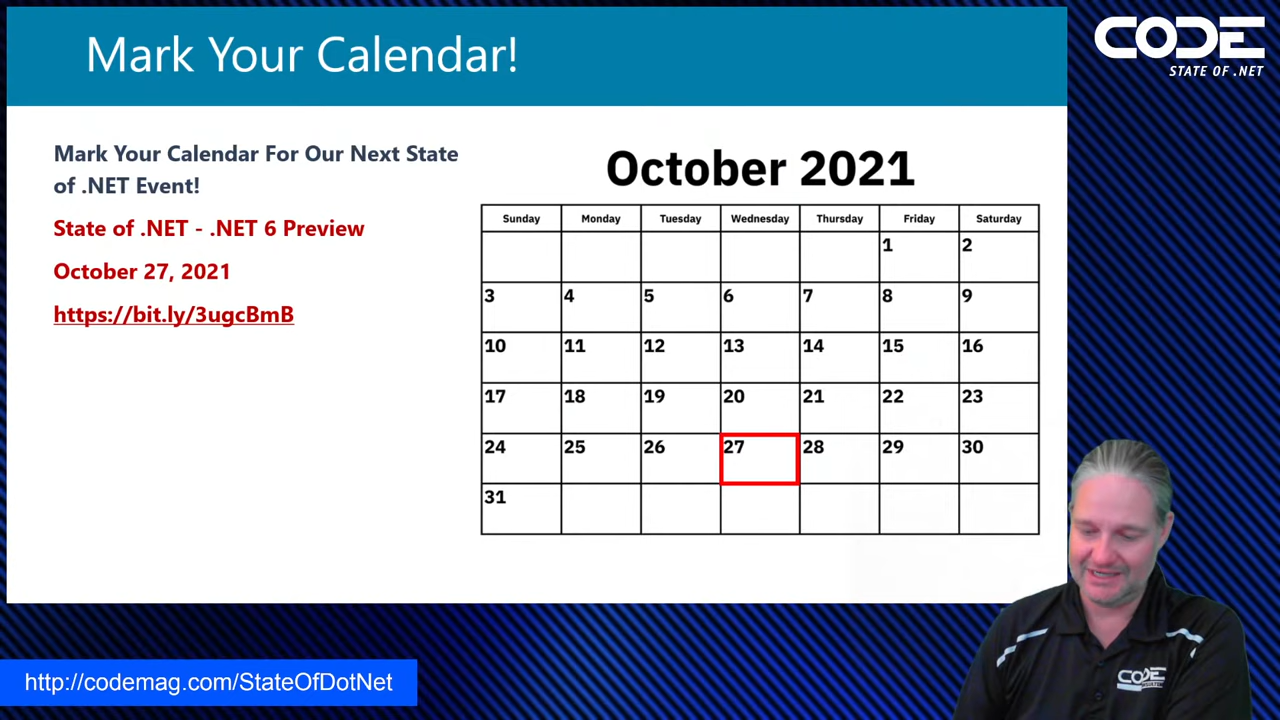 Mark Your Calendar!
CODE
STATE OF .NET
Mark Your Calendar For Our Next State
of .NET Event!
State of .NET - .NET 6 Preview
October 27, 2021
https://bit.ly/3ugcBmB
October 2021
Sunday Monday Tuesday Wednesday Thursday Friday Saturday
1 2
3 4 5 6 7 8 9
10 11 12 13 14 15 16
17 18 19 20 21 22 23
24 25 26 27 28 29 30
31
CODE
http://codemag.com/StateOfDotNet